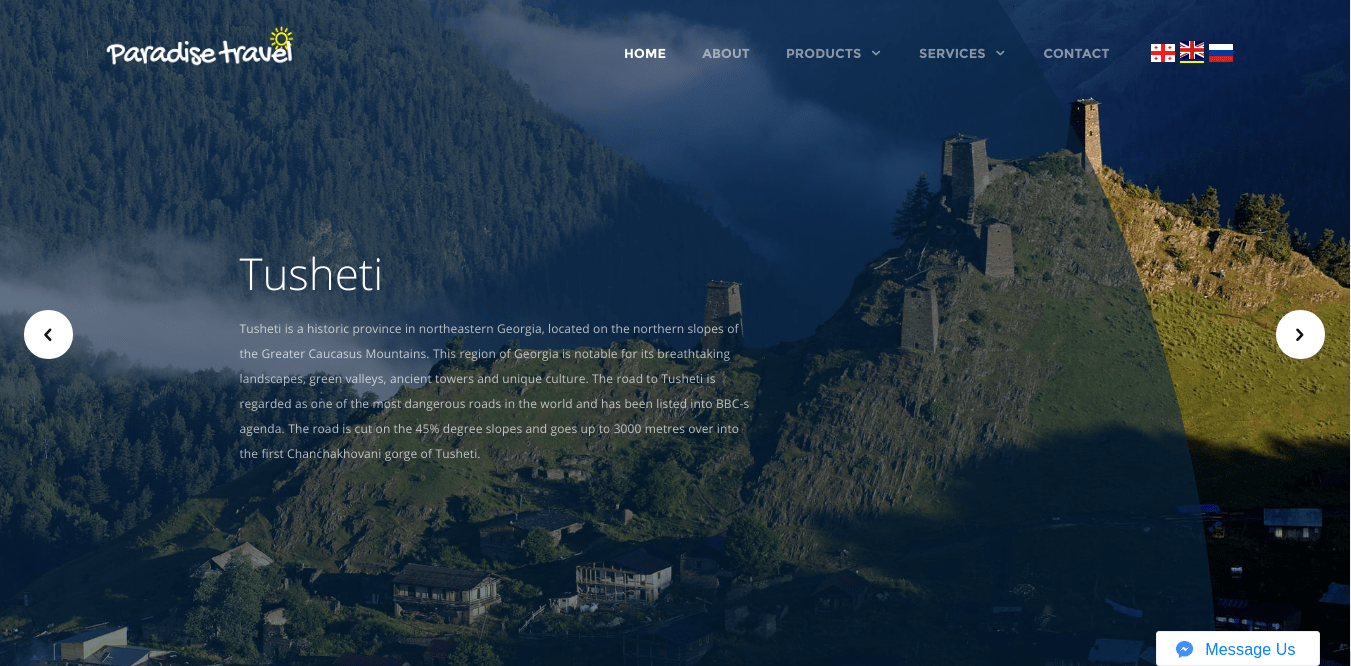 Paradise travel
HOME ABOUT PRODUCTS SERVICES CONTACT
Tusheti
Tusheti is a historic province in northeastern Georgia, located on the northern slopes of
the Greater Caucasus Mountains. This region of Georgia is notable for its breathtaking
landscapes, green valleys, ancient towers and unique culture. The road to Tusheti is
regarded as one of the most dangerous roads in the world and has been listed into BBC-s
agenda. The road is cut on the 45% degree slopes and goes up to 3000 metres over into
the first Chanchakhovani gorge of Tusheti.
Message Us